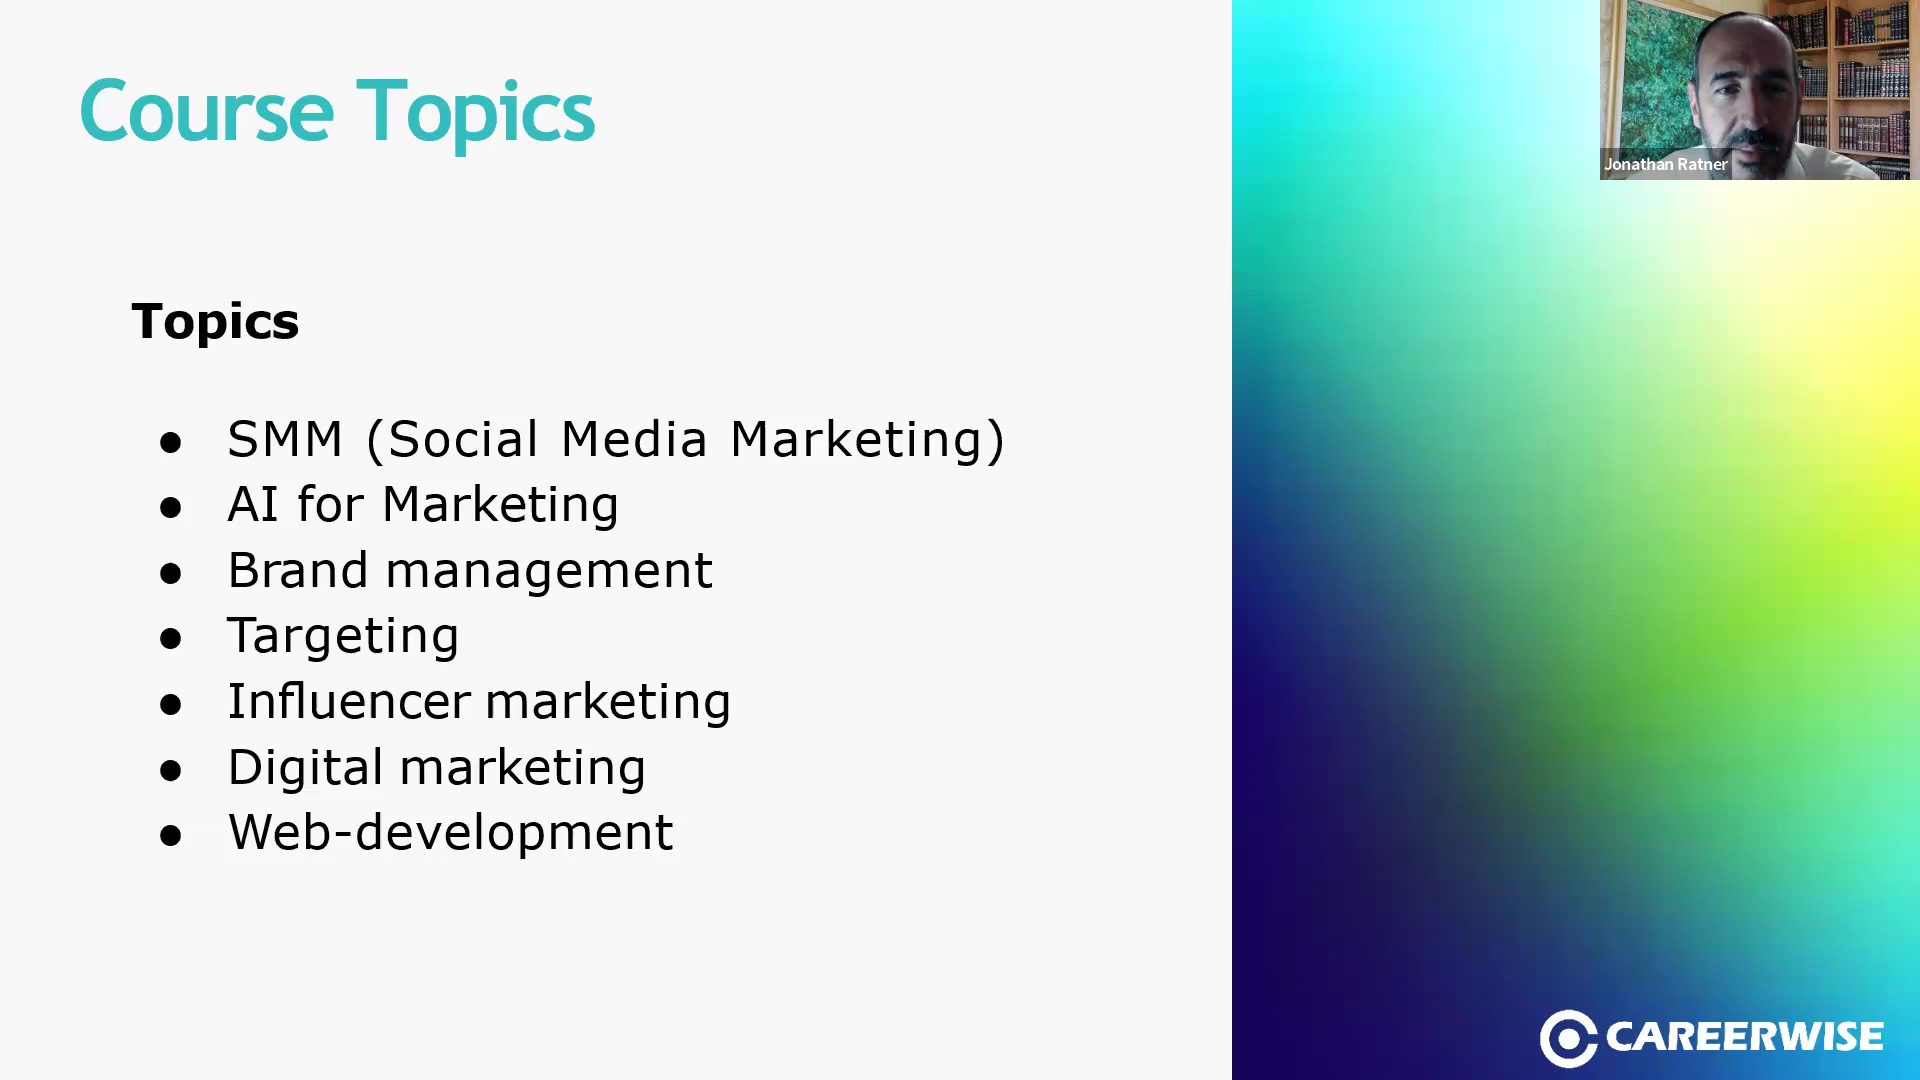 Course Topics
Jonathan Ratner
Topics
● SMM (Social Media Marketing)
● AI for Marketing
● Brand management
● Targeting
● Influencer marketing
● Digital marketing
● Web-development
CAREERWISE